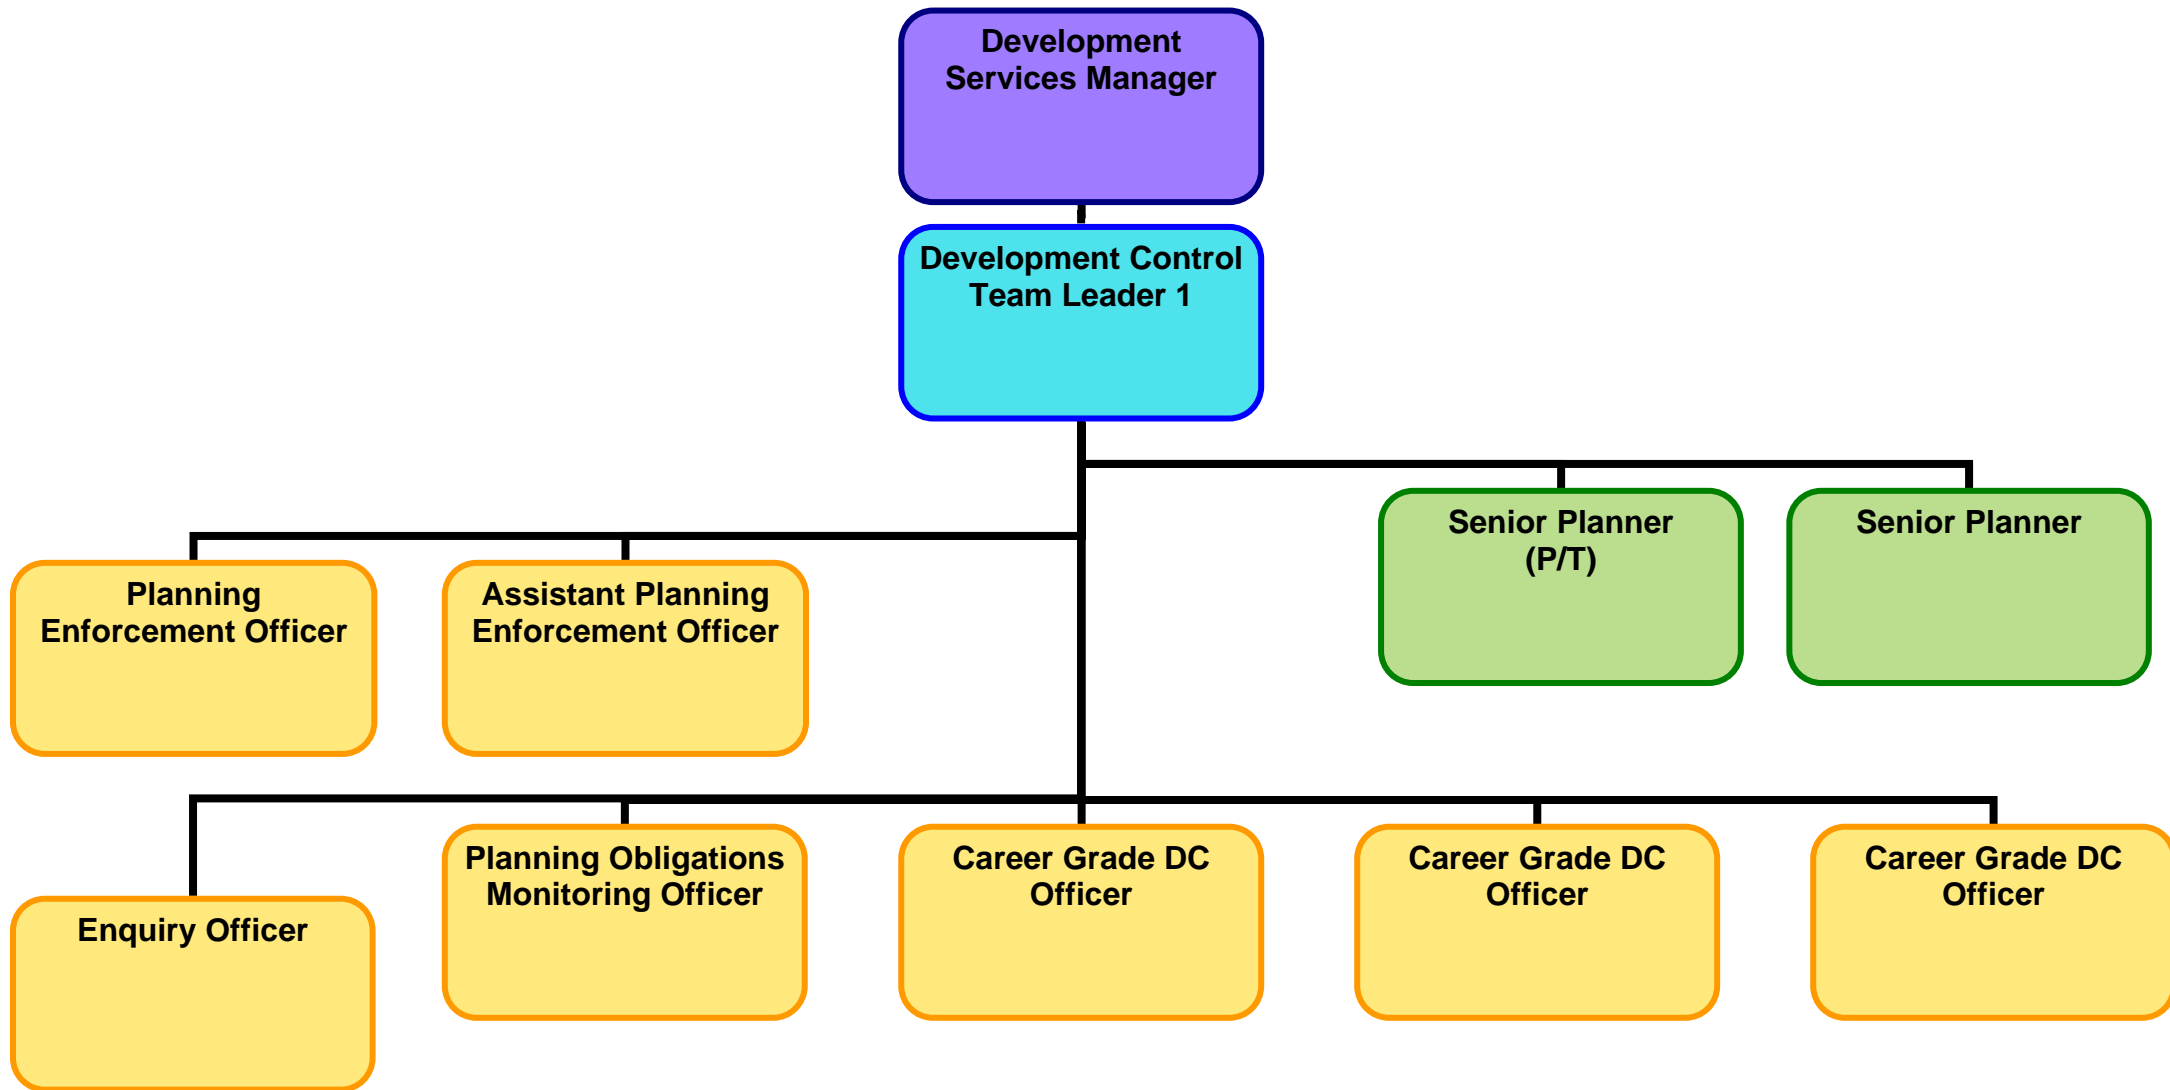 Development
Services Manager
Development Control
Team Leader 1
Senior Planner
(P/T)
Senior Planner
Planning
Enforcement Officer
Assistant Planning
Enforcement Officer
Enquiry Officer
Planning Obligations
Monitoring Officer
Career Grade DC
Officer
Career Grade DC
Officer
Career Grade DC
Officer